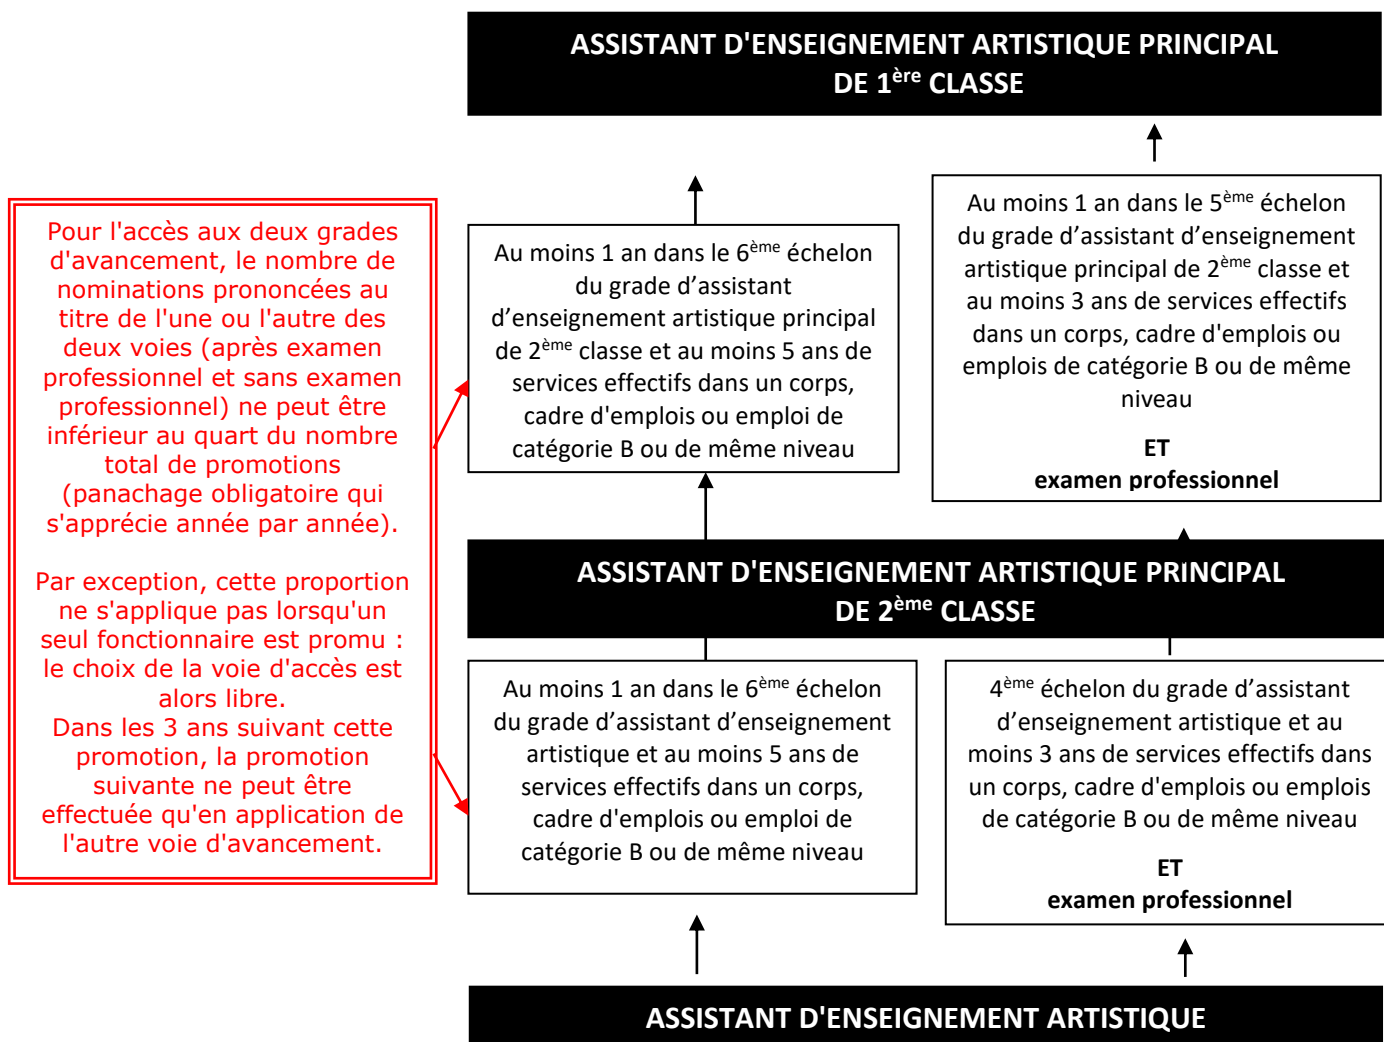 ASSISTANT D'ENSEIGNEMENT ARTISTIQUE PRINCIPAL
DE 1ère CLASSE
Pour l'accès aux deux grades
d'avancement, le nombre de
nominations prononcées au
titre de l'une ou l'autre des
deux voies (après examen
professionnel et sans examen
professionnel) ne peut être
inférieur au quart du nombre
total de promotions
(panachage obligatoire qui
s'apprécie année par année).
Par exception, cette proportion
ne s'applique pas lorsqu'un
seul fonctionnaire est promu :
le choix de la voie d'accès est
alors libre.
Dans les 3 ans suivant cette
promotion, la promotion
suivante ne peut être
effectuée qu'en application de
l'autre voie d'avancement.
Au moins 1 an dans le 6ème échelon
du grade d’assistant
d’enseignement artistique principal
de 2ème classe et au moins 5 ans de
services effectifs dans un corps,
cadre d'emplois ou emploi de
catégorie B ou de même niveau
Au moins 1 an dans le 5ème échelon
du grade d’assistant d’enseignement
artistique principal de 2ème classe et
au moins 3 ans de services effectifs
dans un corps, cadre d'emplois ou
emplois de catégorie B ou de même
niveau
ET
examen professionnel
ASSISTANT D'ENSEIGNEMENT ARTISTIQUE PRINCIPAL
DE 2ème CLASSE
Au moins 1 an dans le 6ème échelon
du grade d’assistant d’enseignement
artistique et au moins 5 ans de
services effectifs dans un corps,
cadre d'emplois ou emploi de
catégorie B ou de même niveau
4ème échelon du grade d’assistant
d’enseignement artistique et au
moins 3 ans de services effectifs dans
un corps, cadre d'emplois ou emplois
de catégorie B ou de même niveau
ET
examen professionnel
ASSISTANT D'ENSEIGNEMENT ARTISTIQUE